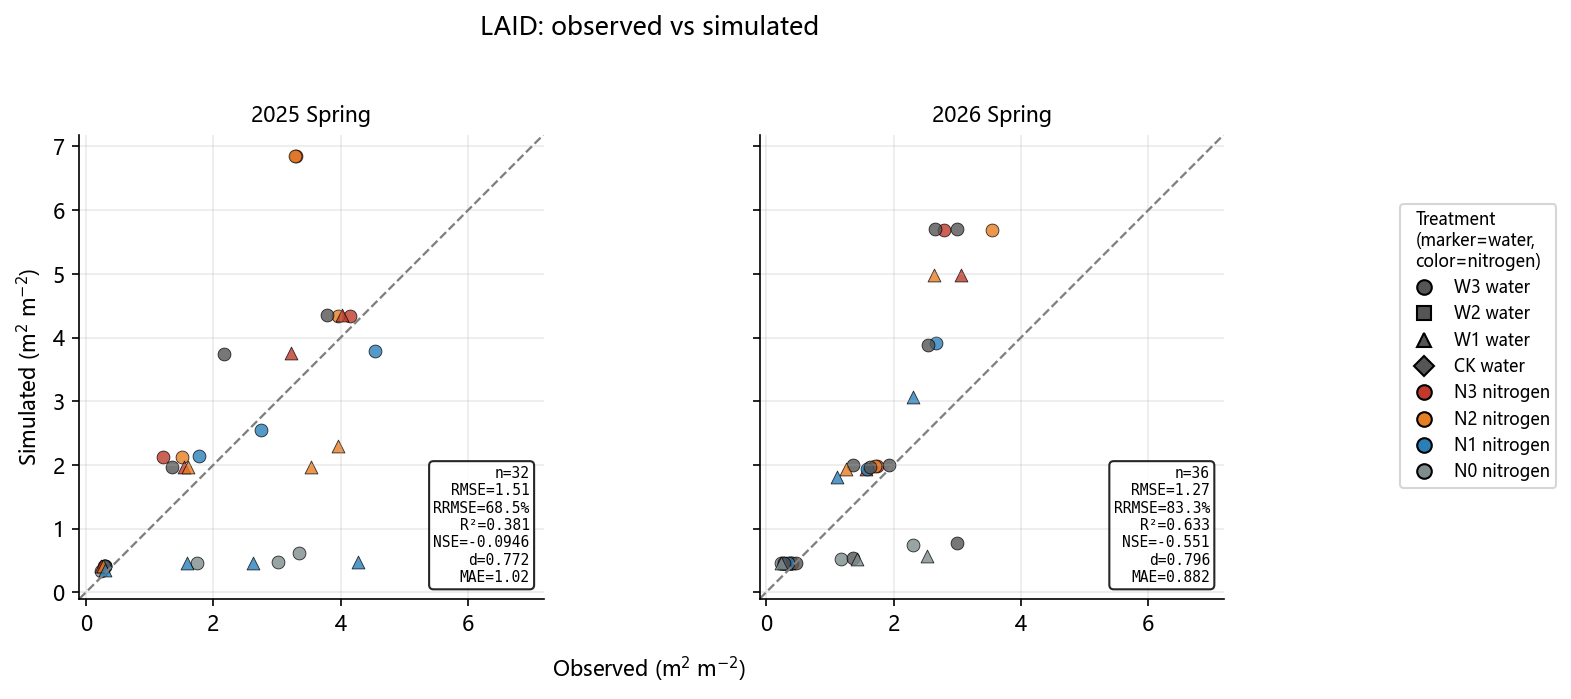 LAID: observed vs simulated
2025 Spring
2026 Spring
Simulated (m² m⁻²)
7
6
5
4
3
2
1
0
0 2 4 6
n=32
RMSE=1.51
RRMSE=68.5%
R²=0.381
NSE=-0.0946
d=0.772
MAE=1.02
0 2 4 6
n=36
RMSE=1.27
RRMSE=83.3%
R²=0.633
NSE=-0.551
d=0.796
MAE=0.882
Observed (m² m⁻²)
Treatment
(marker=water,
color=nitrogen)
W3 water
W2 water
W1 water
CK water
N3 nitrogen
N2 nitrogen
N1 nitrogen
N0 nitrogen